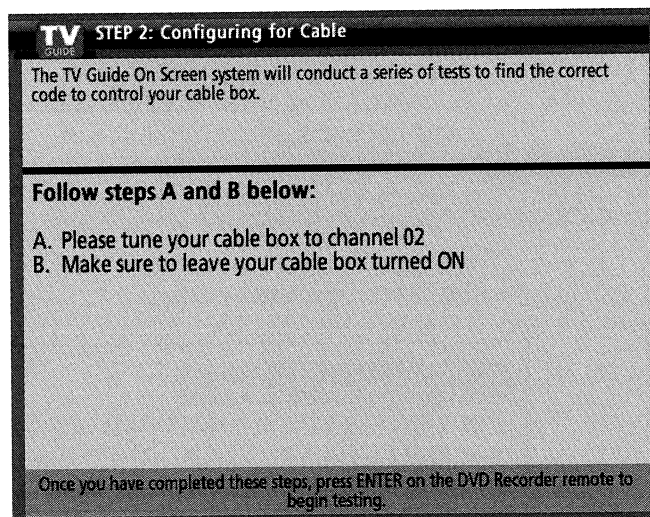 TV
GUIDE
STEP 2: Configuring for Cable
The TV Guide On Screen system will conduct a series of tests to find the correct
code to control your cable box.
Follow steps A and B below:
A. Please tune your cable box to channel 02
B. Make sure to leave your cable box turned ON
Once you have completed these steps, press ENTER on the DVD Recorder remote to
begin testing.